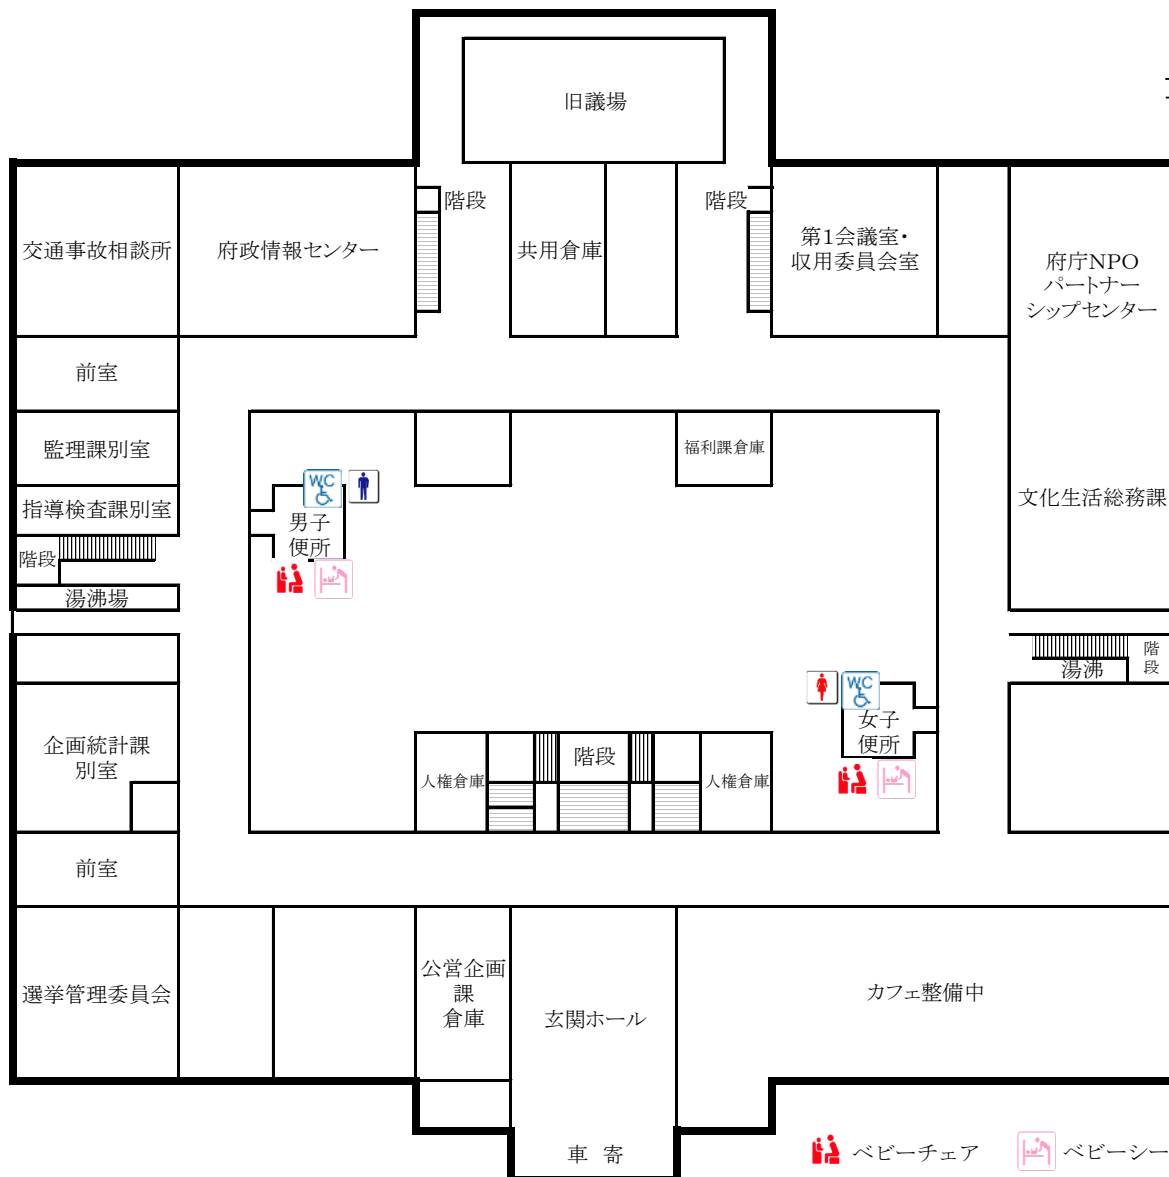 旧議場
階段
階段
交通事故相談所
府政情報センター
共用倉庫
第1会議室・
収用委員会室
府庁NPO
パートナー
シップセンター
前室
監理課別室
福利課倉庫
指導検査課別室
文化生活総務課
WC
男子
便所
階段
湯沸場
階
段
湯沸
WC
女子
便所
企画統計課
別室
階段
人権倉庫
人権倉庫
前室
選挙管理委員会
公営企画
課
倉庫
玄関ホール
カフェ整備中
車 寄
ベビーチェア
ベビーシー